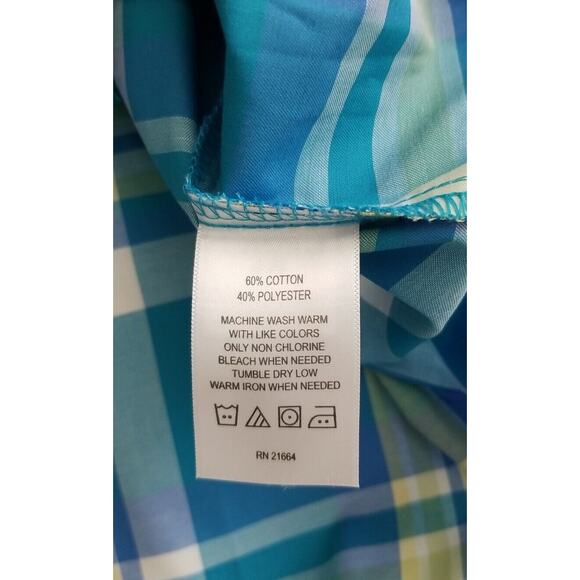 60% COTTON
40% POLYESTER
MACHINE WASH WARM
WITH LIKE COLORS
ONLY NON CHLORINE
BLEACH WHEN NEEDED
TUMBLE DRY LOW
WARM IRON WHEN NEEDED
RN 21664